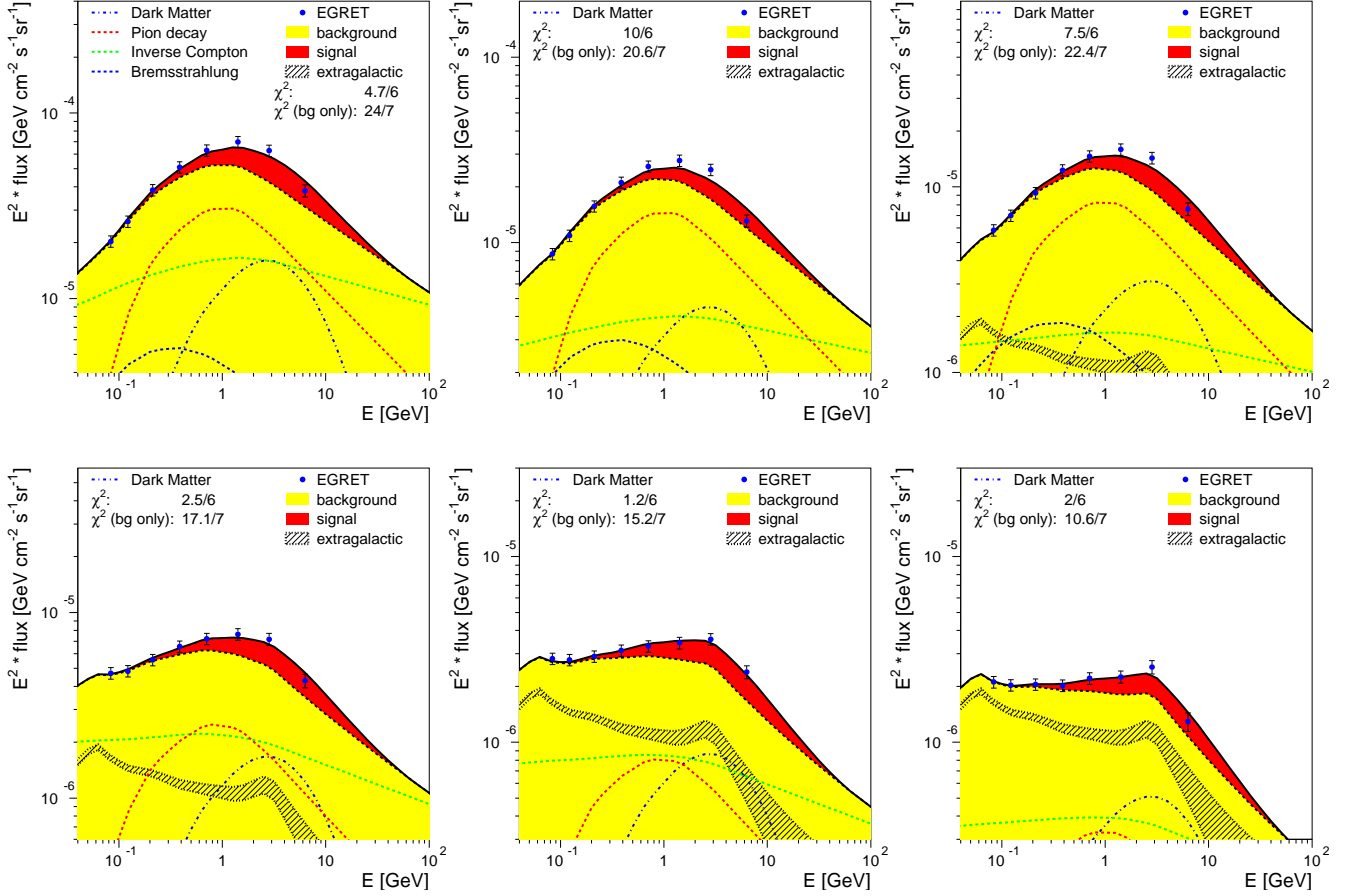 E² * flux [GeV cm⁻² s⁻¹sr⁻¹]
Dark Matter
Pion decay
Inverse Compton
Bremsstrahlung
EGRET
background
signal
extragalactic
χ²: 4.7/6
χ² (bg only): 24/7
10⁻⁴
10⁻⁵
10⁻¹ 1 10 10²
E [GeV]
E² * flux [GeV cm⁻² s⁻¹sr⁻¹]
Dark Matter
χ²: 10/6
χ² (bg only): 20.6/7
EGRET
background
signal
extragalactic
10⁻⁴
10⁻⁵
10⁻¹ 1 10 10²
E [GeV]
E² * flux [GeV cm⁻² s⁻¹sr⁻¹]
Dark Matter
χ²: 7.5/6
χ² (bg only): 22.4/7
EGRET
background
signal
extragalactic
10⁻⁵
10⁻⁶
10⁻¹ 1 10 10²
E [GeV]
E² * flux [GeV cm⁻² s⁻¹sr⁻¹]
Dark Matter
χ²: 2.5/6
χ² (bg only): 17.1/7
EGRET
background
signal
extragalactic
10⁻⁵
10⁻⁶
10⁻¹ 1 10 10²
E [GeV]
E² * flux [GeV cm⁻² s⁻¹sr⁻¹]
Dark Matter
χ²: 1.2/6
χ² (bg only): 15.2/7
EGRET
background
signal
extragalactic
10⁻⁵
10⁻⁶
10⁻¹ 1 10 10²
E [GeV]
E² * flux [GeV cm⁻² s⁻¹sr⁻¹]
Dark Matter
χ²: 2/6
χ² (bg only): 10.6/7
EGRET
background
signal
extragalactic
10⁻⁵
10⁻⁶
10⁻¹ 1 10 10²
E [GeV]